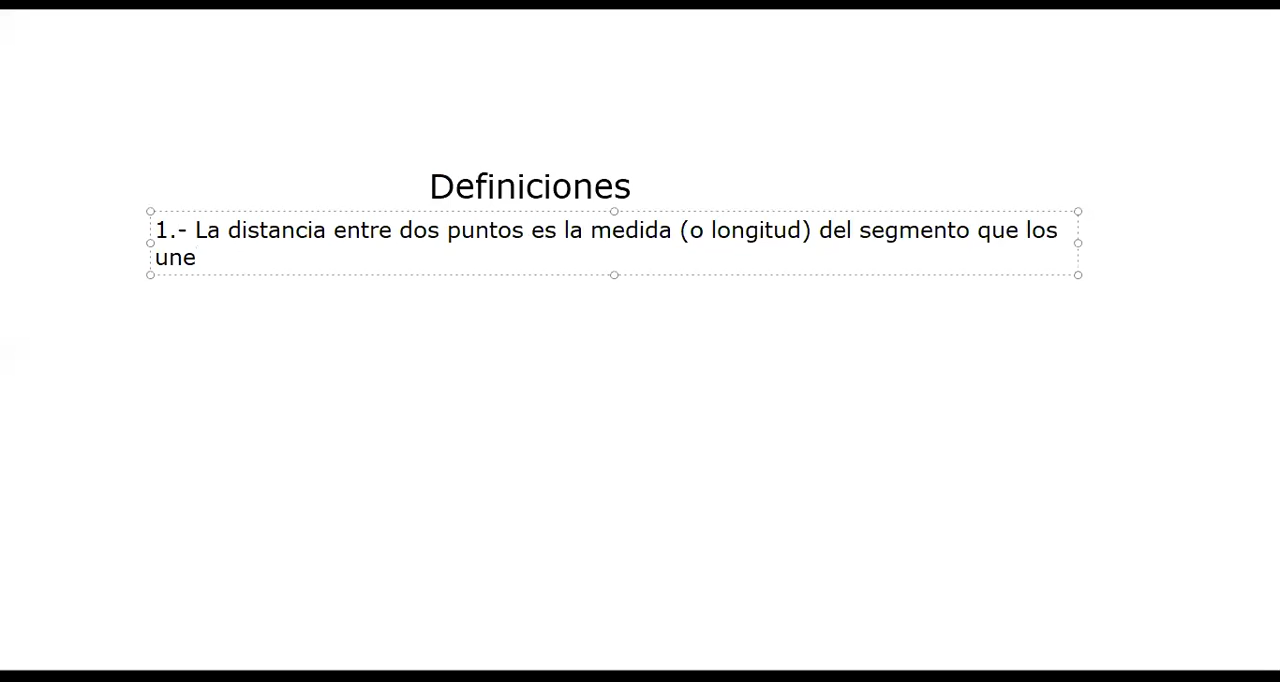 Definiciones
1.- La distancia entre dos puntos es la medida (o longitud) del segmento que los
une